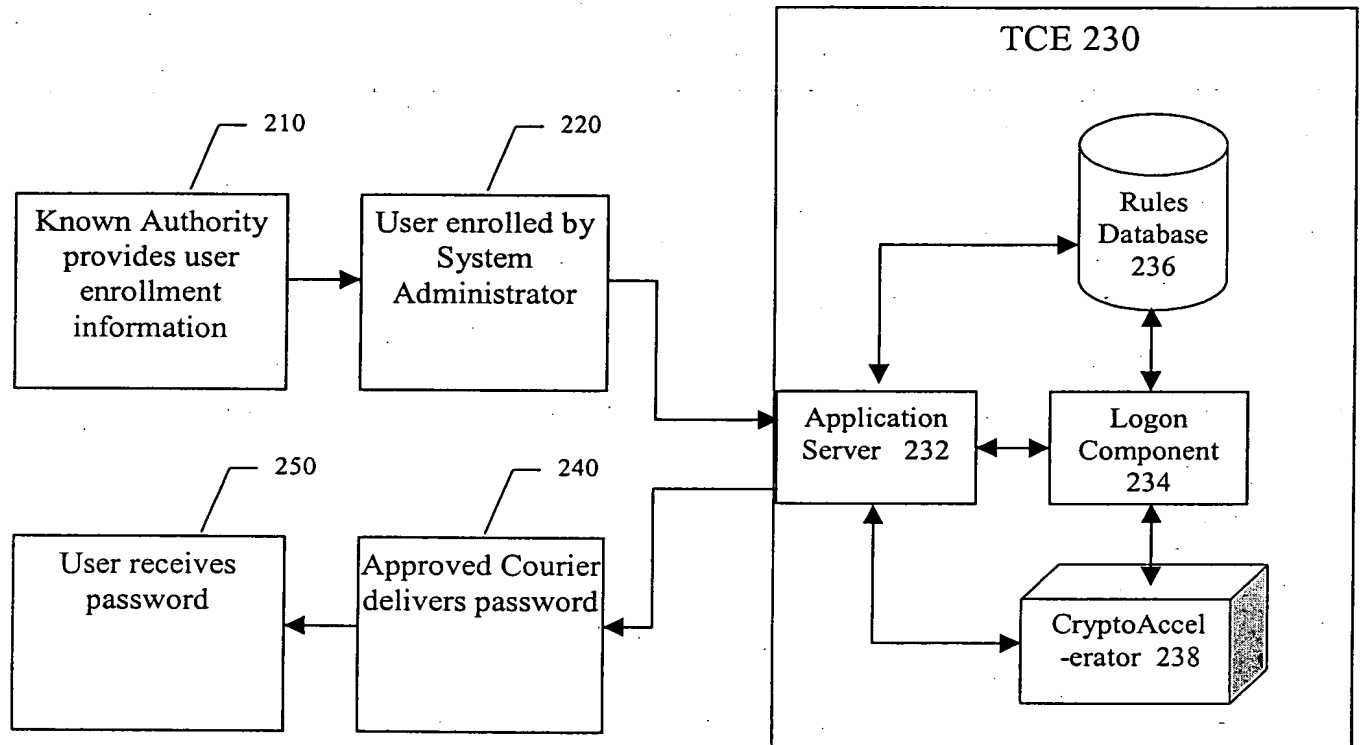 TCE 230
210
220
Known Authority
provides user
enrollment
information
User enrolled by
System
Administrator
Rules
Database
236
Application
Server 232
Logon
Component
234
250
240
User receives
password
Approved Courier
delivers password
CryptoAccel
-erator 238